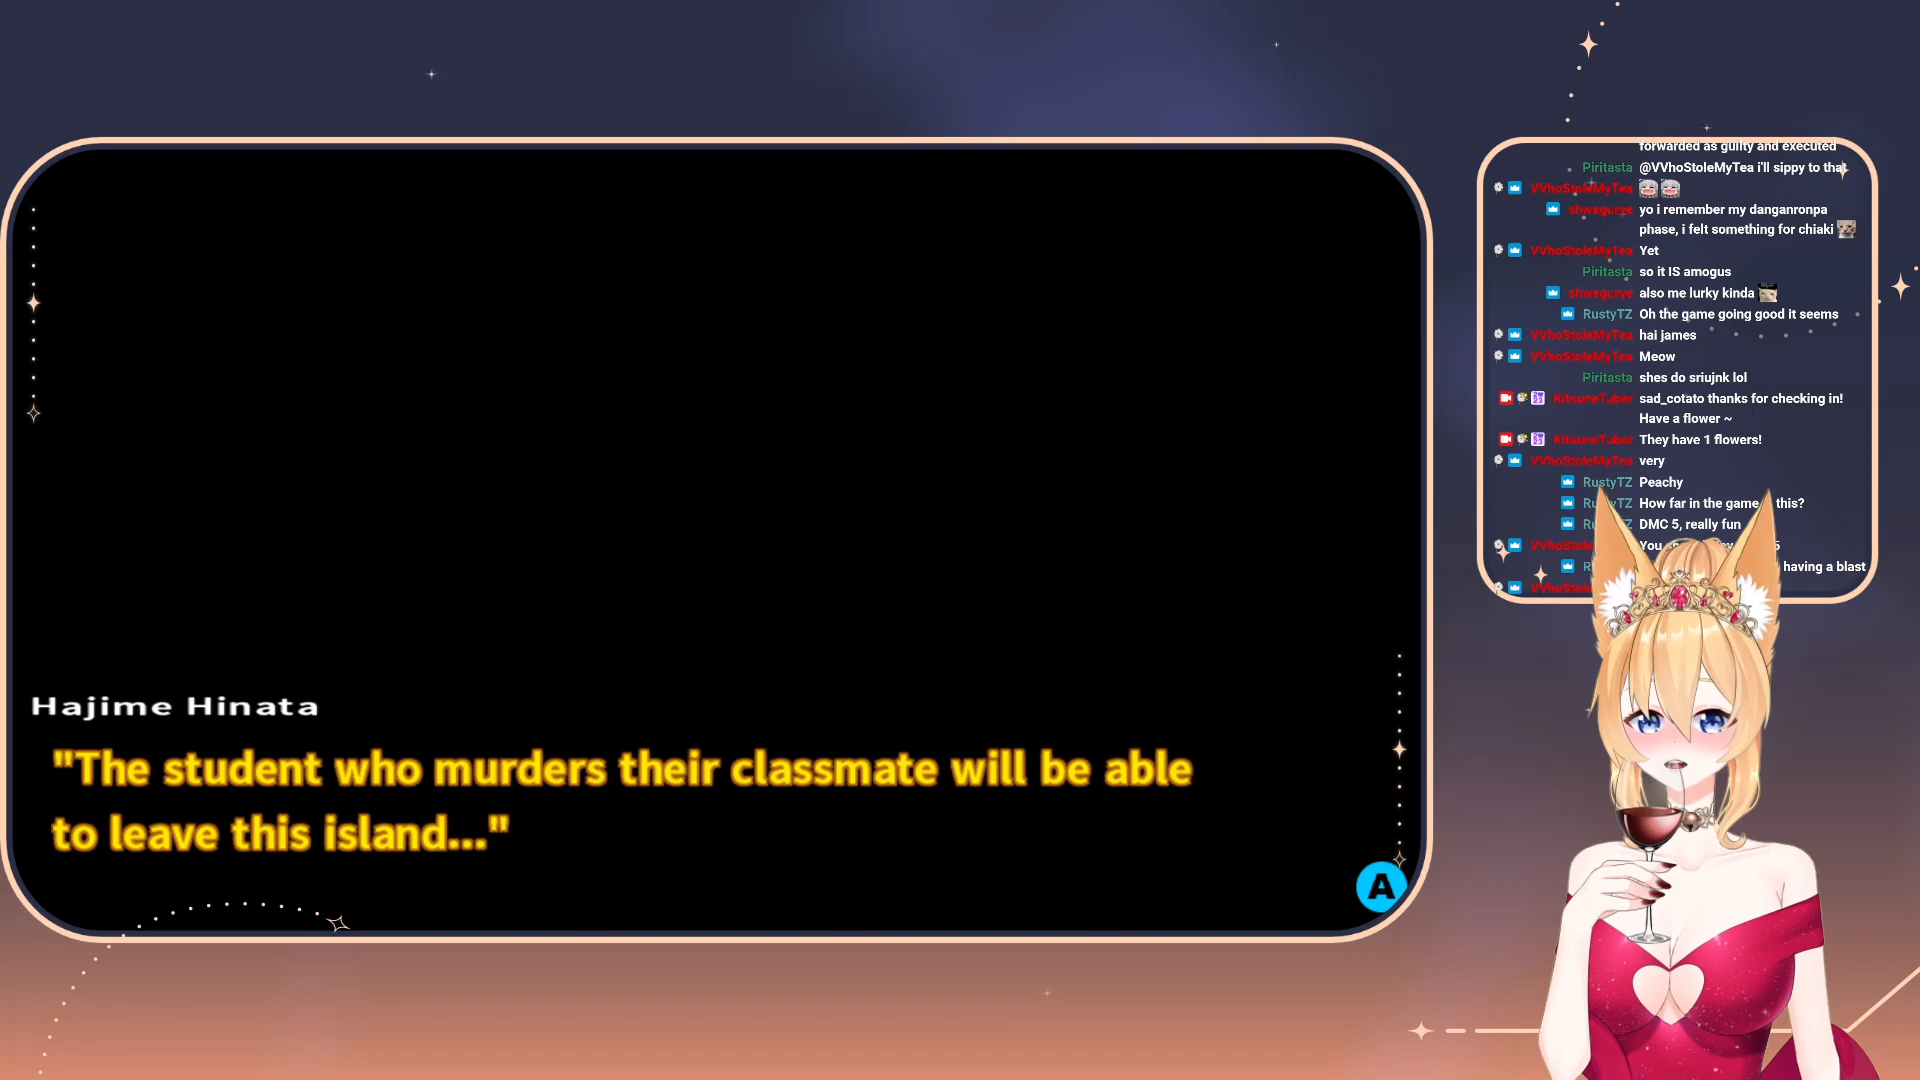 forwarded as guilty and executed
Piritasta @VVhoStoleMyTea i'll sippy to that
VVhoStoleMyTea
shwegurye yo i remember my danganronpa
phase, i felt something for chiaki
VVhoStoleMyTea Yet
Piritasta so it IS amogus
shwegurye also me lurky kinda
RustyTZ Oh the game going good it seems
VVhoStoleMyTea hai james
VVhoStoleMyTea Meow
Piritasta shes do sriujnk lol
KitsuneTuber sad_cotato thanks for checking in!
Have a flower ~
KitsuneTuber They have 1 flowers!
VVhoStoleMyTea very
RustyTZ Peachy
How far in the game this?
DMC 5, really fun
You
having a blast
Hajime Hinata
"The student who murders their classmate will be able
to leave this island..."
A